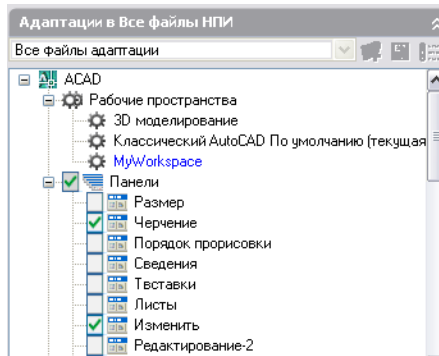 Адаптации в Все файлы НПИ
Все файлы адаптации
ACAD
Рабочие пространства
3D моделирование
Классический AutoCAD По умолчанию (текущая
MyWorkspace
Панели
Размер
Черчение
Порядок прорисовки
Сведения
Твставки
Листы
Изменить
Редактирование-2